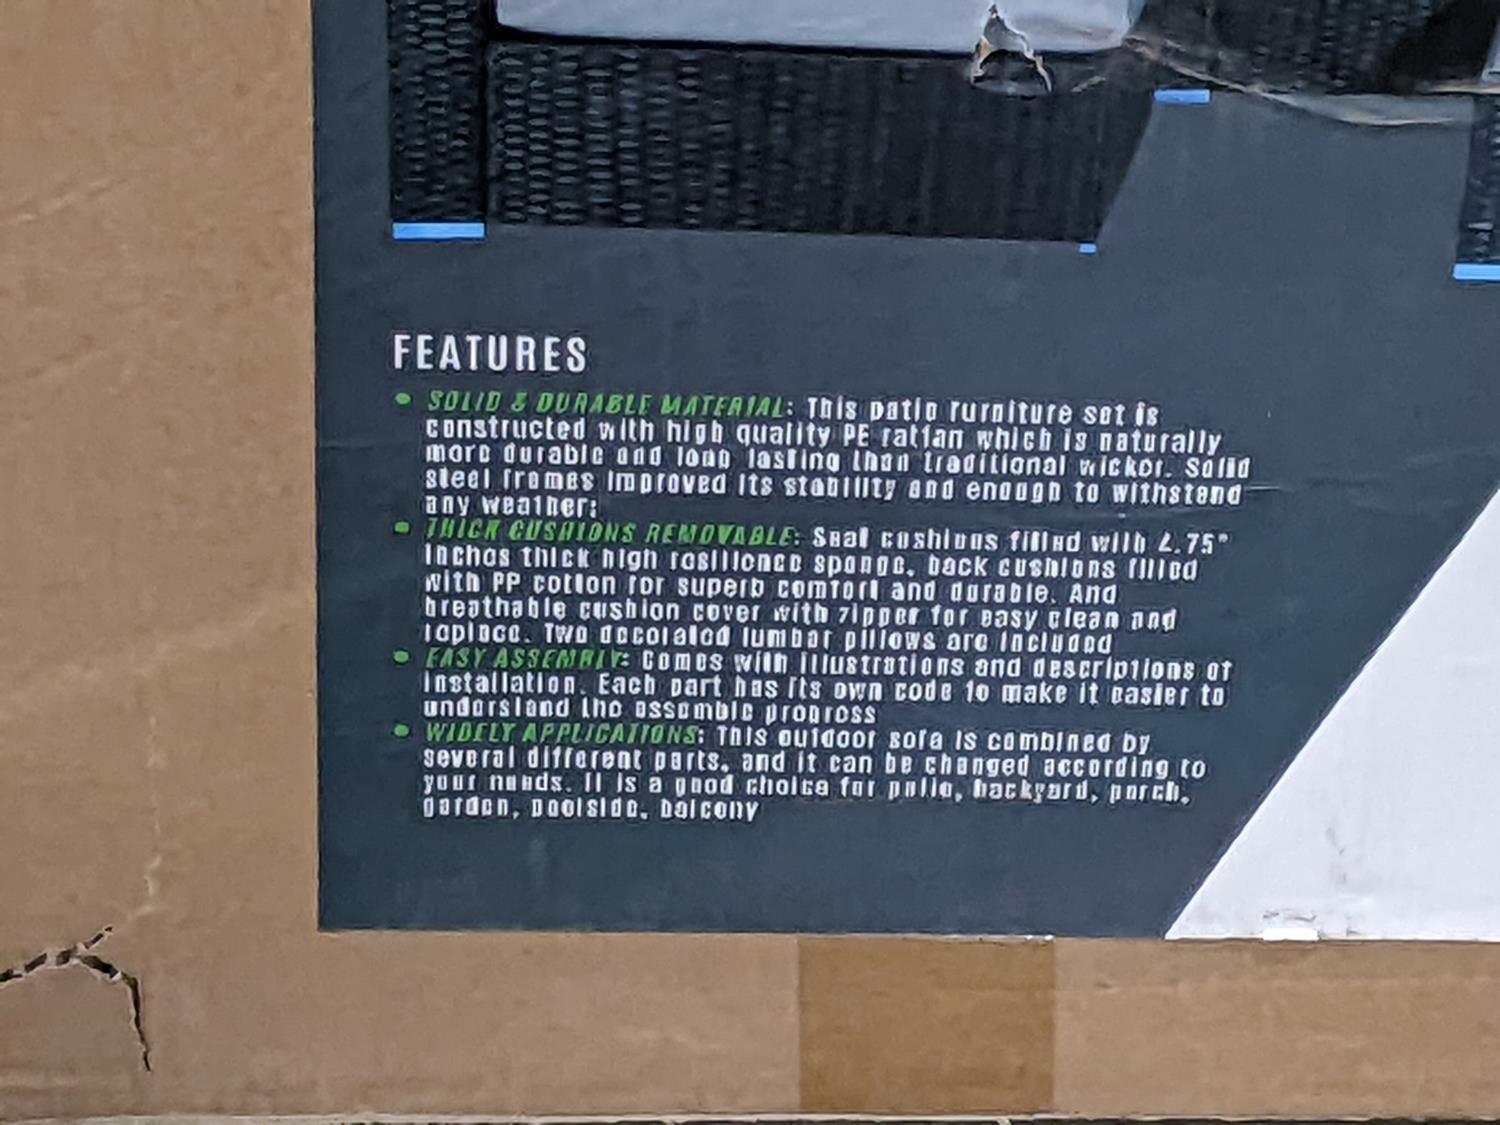 FEATURES
• SOLID & DURABLE MATERIAL: This patio furniture set is
constructed with high quality PE rattan which is naturally
more durable and long lasting than traditional wicker. Solid
steel frames improved its stability and enough to withstand
any weather;
• THICK CUSHIONS REMOVABLE: Seat cushions filled with 2.75"
inches thick high resilience sponge, back cushions filled
with PP cotton for superb comfort and durable. And
breathable cushion cover with zipper for easy clean and
replace. Two decorated lumbar pillows are included
• EASY ASSEMBLY: Comes with illustrations and descriptions of
installation. Each part has its own code to make it easier to
understand the assemble progress
• WIDELY APPLICATIONS: This outdoor sofa is combined by
several different parts, and it can be changed according to
your needs. It is a good choice for patio, backyard, porch,
garden, poolside, balcony